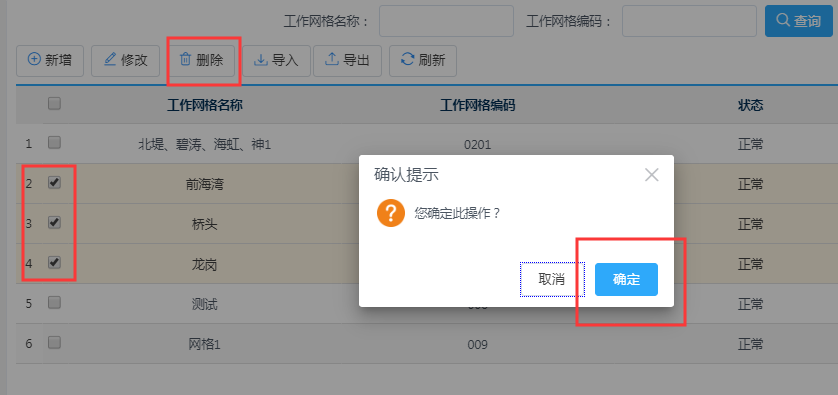 工作网格名称： 工作网格编码： 查询
新增 修改 删除 导入 导出 刷新
工作网格名称 工作网格编码 状态
1 北堤、碧涛、海虹、神1 0201 正常
2 前海湾 正常
3 桥头 正常
4 龙岗 正常
5 测试 正常
6 网格1 009 正常
确认提示
您确定此操作？
取消 确定